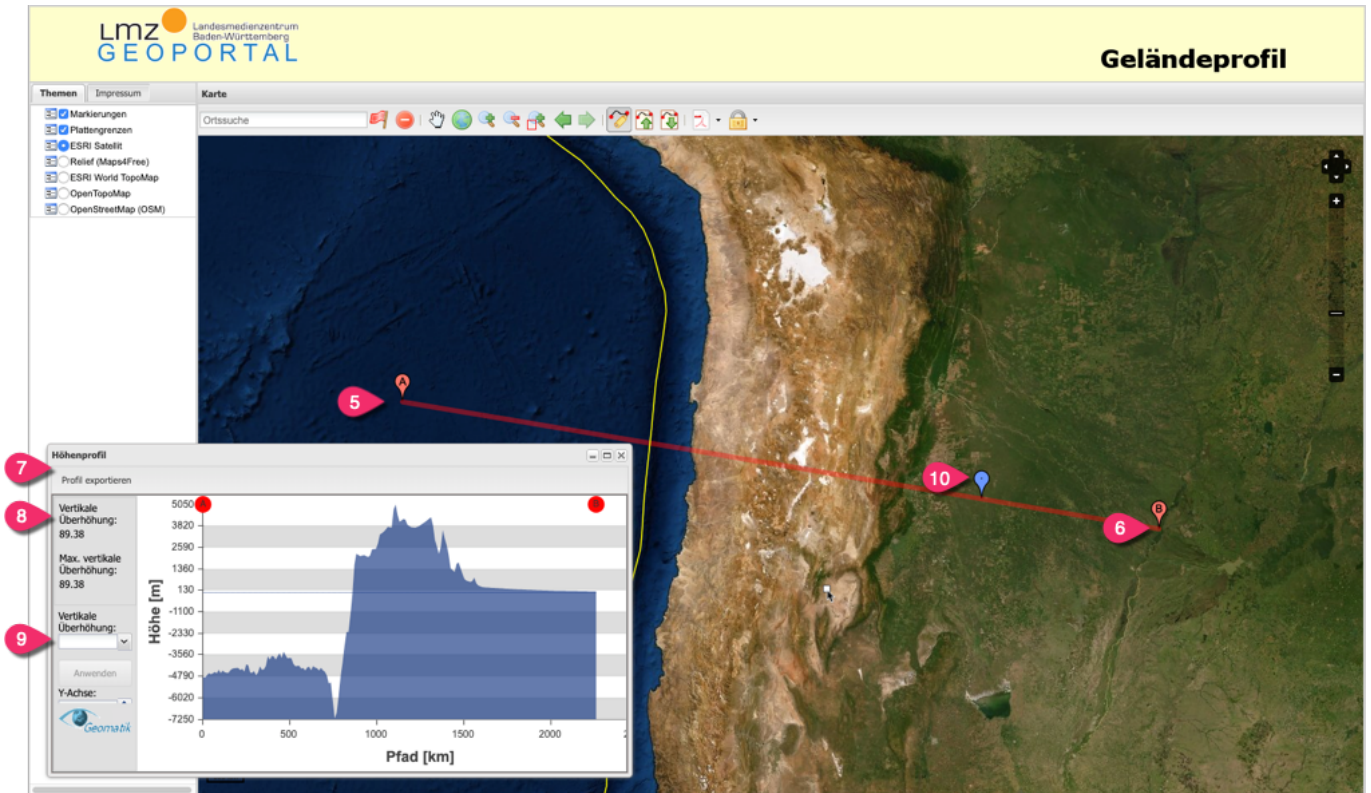 LMZ Landesmedienzentrum
Baden-Württemberg
GEOPORTAL
Geländeprofil
Themen Impressum
Karte
Markierungen
Plattengrenzen
ESRI Satellit
Relief (Maps4Free)
ESRI World TopoMap
OpenTopoMap
OpenStreetMap (OSM)
Ortssuche
A
5
10
B
6
7
8
9
Höhenprofil
Profil exportieren
Vertikale
Überhöhung:
89.38
Max. vertikale
Überhöhung:
89.38
Vertikale
Überhöhung:
Anwenden
Y-Achse:
Geomatik
A B
Höhe [m]
5050
3820
2590
1360
130
-1100
-2330
-3560
-4790
-6020
-7250
0 500 1000 1500 2000
Pfad [km]